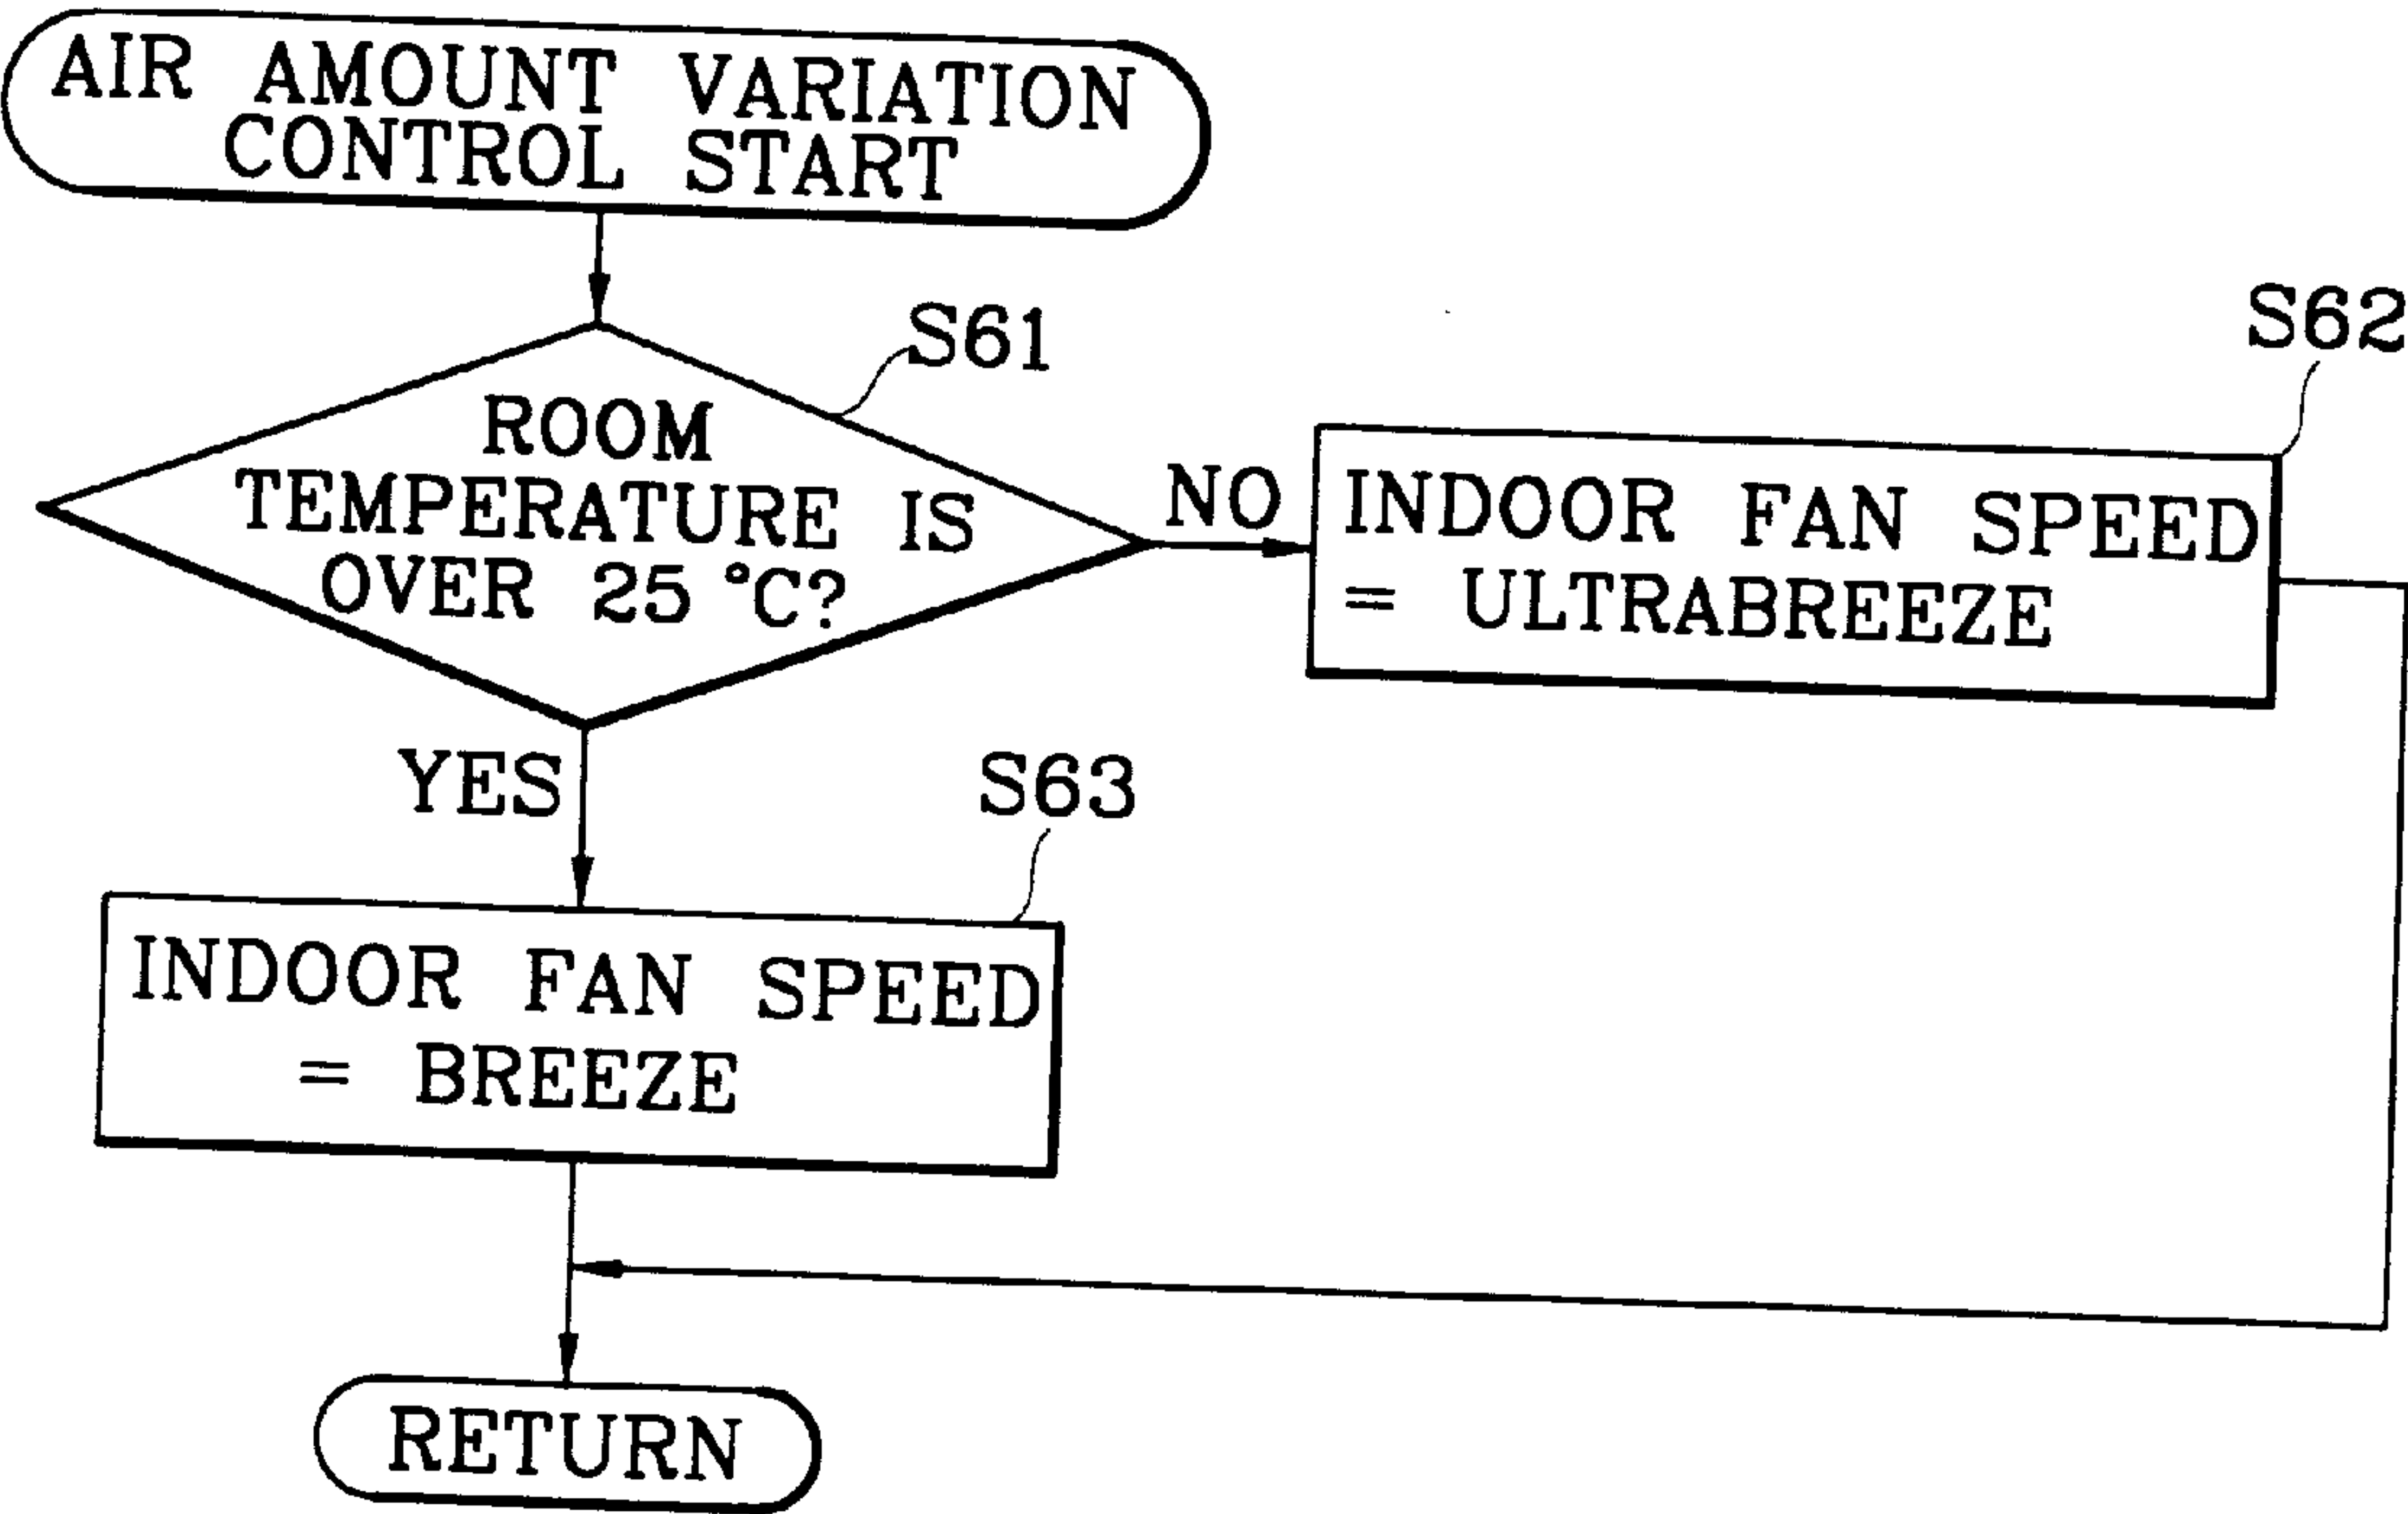 AIR AMOUNT VARIATION
CONTROL START
S61
ROOM
TEMPERATURE IS
OVER 25 °C?
NO
S62
INDOOR FAN SPEED
= ULTRABREEZE
YES
S63
INDOOR FAN SPEED
= BREEZE
RETURN